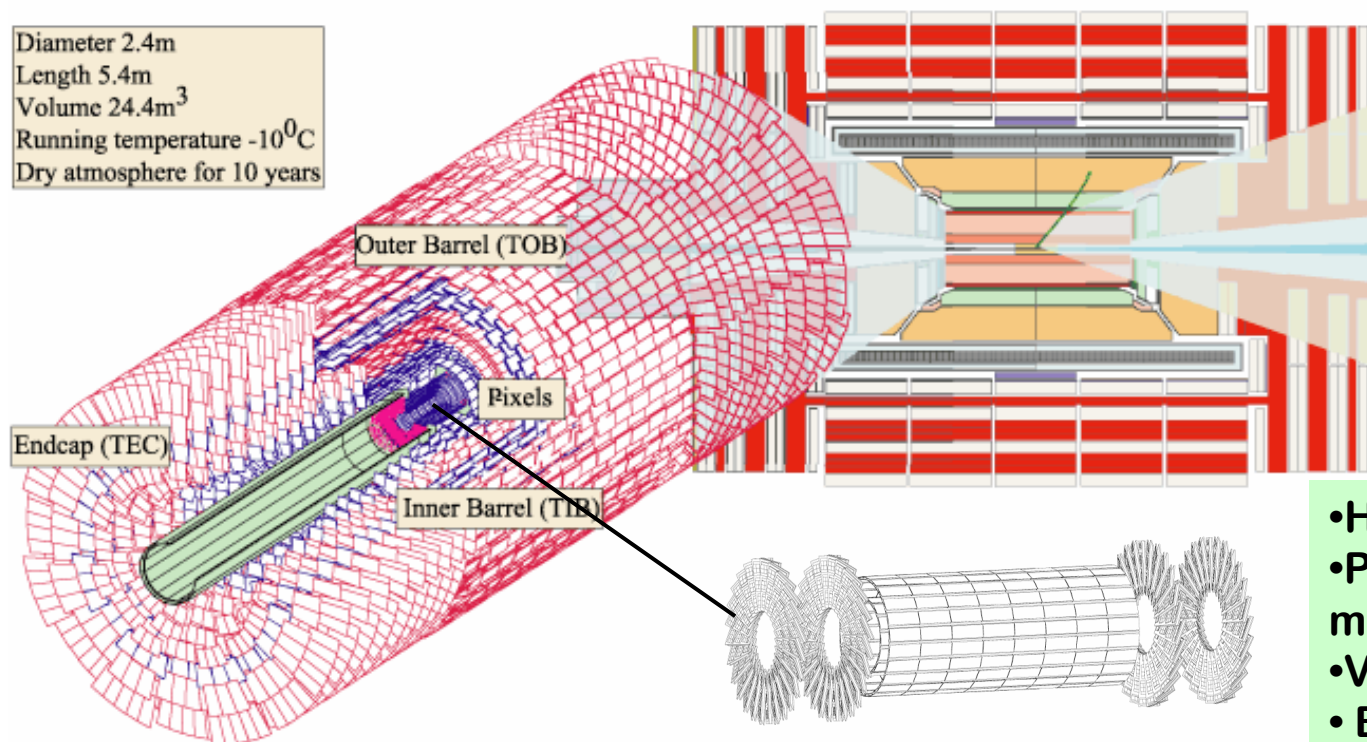 Diameter 2.4m
Length 5.4m
Volume 24.4m³
Running temperature -10⁰C
Dry atmosphere for 10 years
Outer Barrel (TOB)
Pixels
Endcap (TEC)
Inner Barrel (TIB)
•H
•P
m
•V
• E